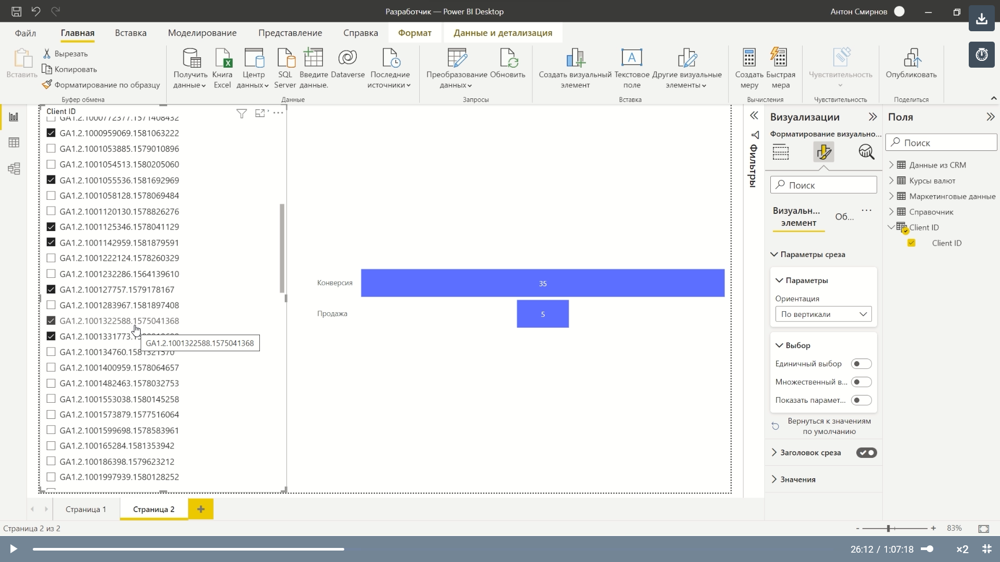 Разработчик — Power BI Desktop
Антон Смирнов
Файл
Главная
Вставка
Моделирование
Представление
Справка
Формат
Данные и детализация
Вставить
Вырезать
Копировать
Форматирование по образцу
Буфер обмена
Получить данные
Книга Excel
Центр данных
SQL Server
Введите данные.
Dataverse
Последние источники
Данные
Преобразование данных
Обновить
Запросы
Создать визуальный элемент
Текстовое поле
Другие визуальные элементы
Вставка
Создать меру
Быстрая мера
Вычисления
Чувствительность
Чувствительность
Опубликовать
Поделиться
Client ID
GA1.2.1000772377.1571408432
GA1.2.1000959069.1581063222
GA1.2.1001053885.1579010896
GA1.2.1001054513.1580205060
GA1.2.1001055536.1581692969
GA1.2.1001058128.1578069484
GA1.2.1001120130.1578826276
GA1.2.1001125346.1578041129
GA1.2.1001142959.1581879591
GA1.2.1001222124.1578260329
GA1.2.1001232286.1564139610
GA1.2.100127757.1579178167
GA1.2.1001283967.1581897408
GA1.2.1001322588.1575041368
GA1.2.1001331773.
GA1.2.1001322588.1575041368
GA1.2.100134760.1581321570
GA1.2.1001400959.1578064657
GA1.2.1001482463.1578032753
GA1.2.1001553038.1580145258
GA1.2.1001573879.1577516064
GA1.2.1001599698.1578583961
GA1.2.100165284.1581353942
GA1.2.100186398.1579623212
GA1.2.1001997939.1580128252
Конверсия
35
Продажа
5
Фильтры
Визуализации
Форматирование визуально...
Поиск
Визуальн... элемент
Об...
Параметры среза
Параметры
Ориентация
По вертикали
Выбор
Единичный выбор
Множественный в...
Показать парамет...
Вернуться к значениям
по умолчанию
Заголовок среза
Значения
Поля
Поиск
Данные из CRM
Курсы валют
Маркетинговые данные
Справочник
Client ID
Client ID
Страница 1
Страница 2
+
Страница 2 из 2
- + 83%
26:12 / 1:07:18
×2